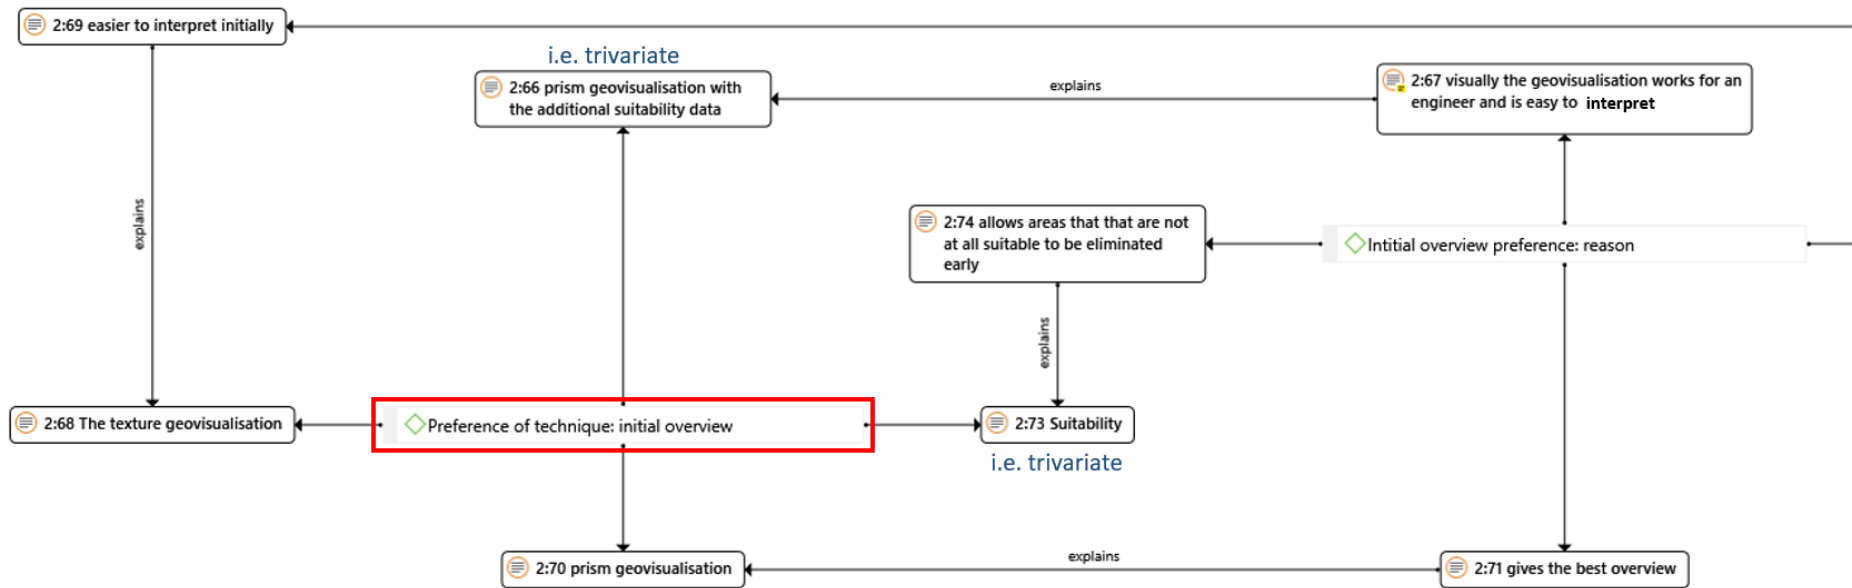 2:69 easier to interpret initially
i.e. trivariate
2:66 prism geovisualisation with
the additional suitability data
explains
2:67 visually the geovisualisation works for an
engineer and is easy to interpret
explains
2:74 allows areas that that are not
at all suitable to be eliminated
early
Intitial overview preference: reason
explains
2:68 The texture geovisualisation
Preference of technique: initial overview
2:73 Suitability
i.e. trivariate
2:70 prism geovisualisation
explains
2:71 gives the best overview